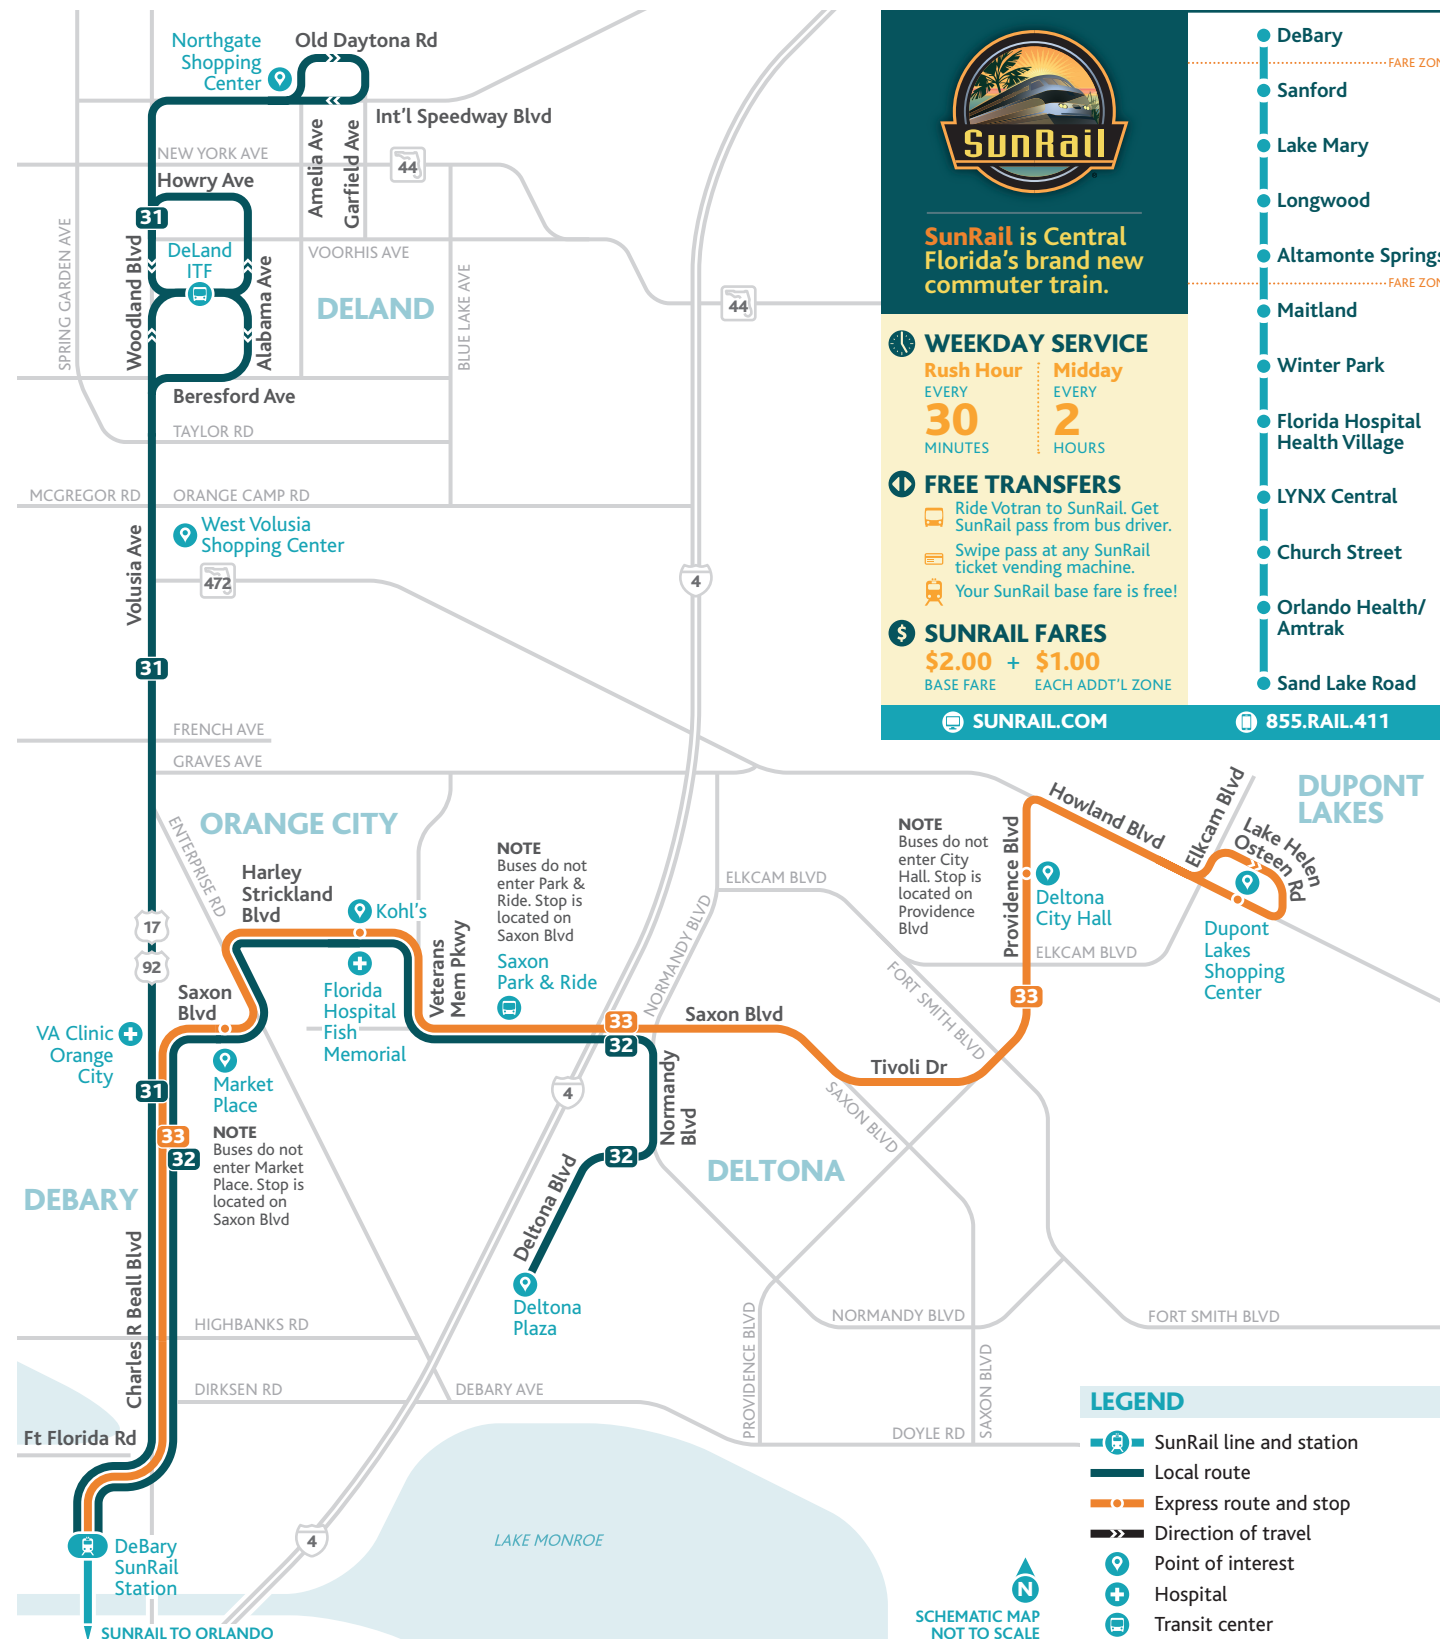 Northgate
Shopping
Center
Old Daytona Rd
Int'l Speedway Blvd
Amelia Ave
Garfield Ave
NEW YORK AVE
Howry Ave
44
31
SPRING GARDEN AVE
Woodland Blvd
DeLand
ITF
Alabama Ave
VOORHIS AVE
DELAND
BLUE LAKE AVE
44
Beresford Ave
TAYLOR RD
MCGREGOR RD
ORANGE CAMP RD
West Volusia
Shopping Center
Volusia Ave
472
4
31
FRENCH AVE
GRAVES AVE
SunRail
SunRail is Central
Florida's brand new
commuter train.
WEEKDAY SERVICE
Rush Hour
EVERY
30
MINUTES
Midday
EVERY
2
HOURS
FREE TRANSFERS
Ride Votran to SunRail. Get
SunRail pass from bus driver.
Swipe pass at any SunRail
ticket vending machine.
Your SunRail base fare is free!
SUNRAIL FARES
$2.00 + $1.00
BASE FARE
EACH ADDT'L ZONE
SUNRAIL.COM
855.RAIL.411
DeBary
FARE ZON
Sanford
Lake Mary
Longwood
Altamonte Springs
FARE ZON
Maitland
Winter Park
Florida Hospital
Health Village
LYNX Central
Church Street
Orlando Health/
Amtrak
Sand Lake Road
ENTERPRISE RD
ORANGE CITY
Harley
Strickland
Blvd
Kohl's
17
92
Saxon
Blvd
Florida
Hospital
Fish
Memorial
Veterans
Mem Pkwy
NOTE
Buses do not
enter Park &
Ride. Stop is
located on
Saxon Blvd
Saxon
Park & Ride
NORMANDY BLVD
ELKCAM BLVD
NOTE
Buses do not
enter City
Hall. Stop is
located on
Providence
Blvd
Providence Blvd
Howland Blvd
Elkcam Blvd
Lake Helen
Osteen Rd
DUPONT
LAKES
Deltona
City Hall
ELKCAM BLVD
Dupont
Lakes
Shopping
Center
FORT SMITH BLVD
33
33
32
Saxon Blvd
Tivoli Dr
SAXON BLVD
VA Clinic
Orange
City
Market
Place
31
33
32
NOTE
Buses do not
enter Market
Place. Stop is
located on
Saxon Blvd
4
Normandy
Blvd
32
Deltona Blvd
DELTONA
Deltona
Plaza
DEBARY
Charles R Beall Blvd
HIGHBANKS RD
DIRKSEN RD
DEBARY AVE
PROVIDENCE BLVD
NORMANDY BLVD
SAXON BLVD
FORT SMITH BLVD
DOYLE RD
Ft Florida Rd
DeBary
SunRail
Station
SUNRAIL TO ORLANDO
4
LAKE MONROE
N
SCHEMATIC MAP
NOT TO SCALE
LEGEND
SunRail line and station
Local route
Express route and stop
Direction of travel
Point of interest
Hospital
Transit center